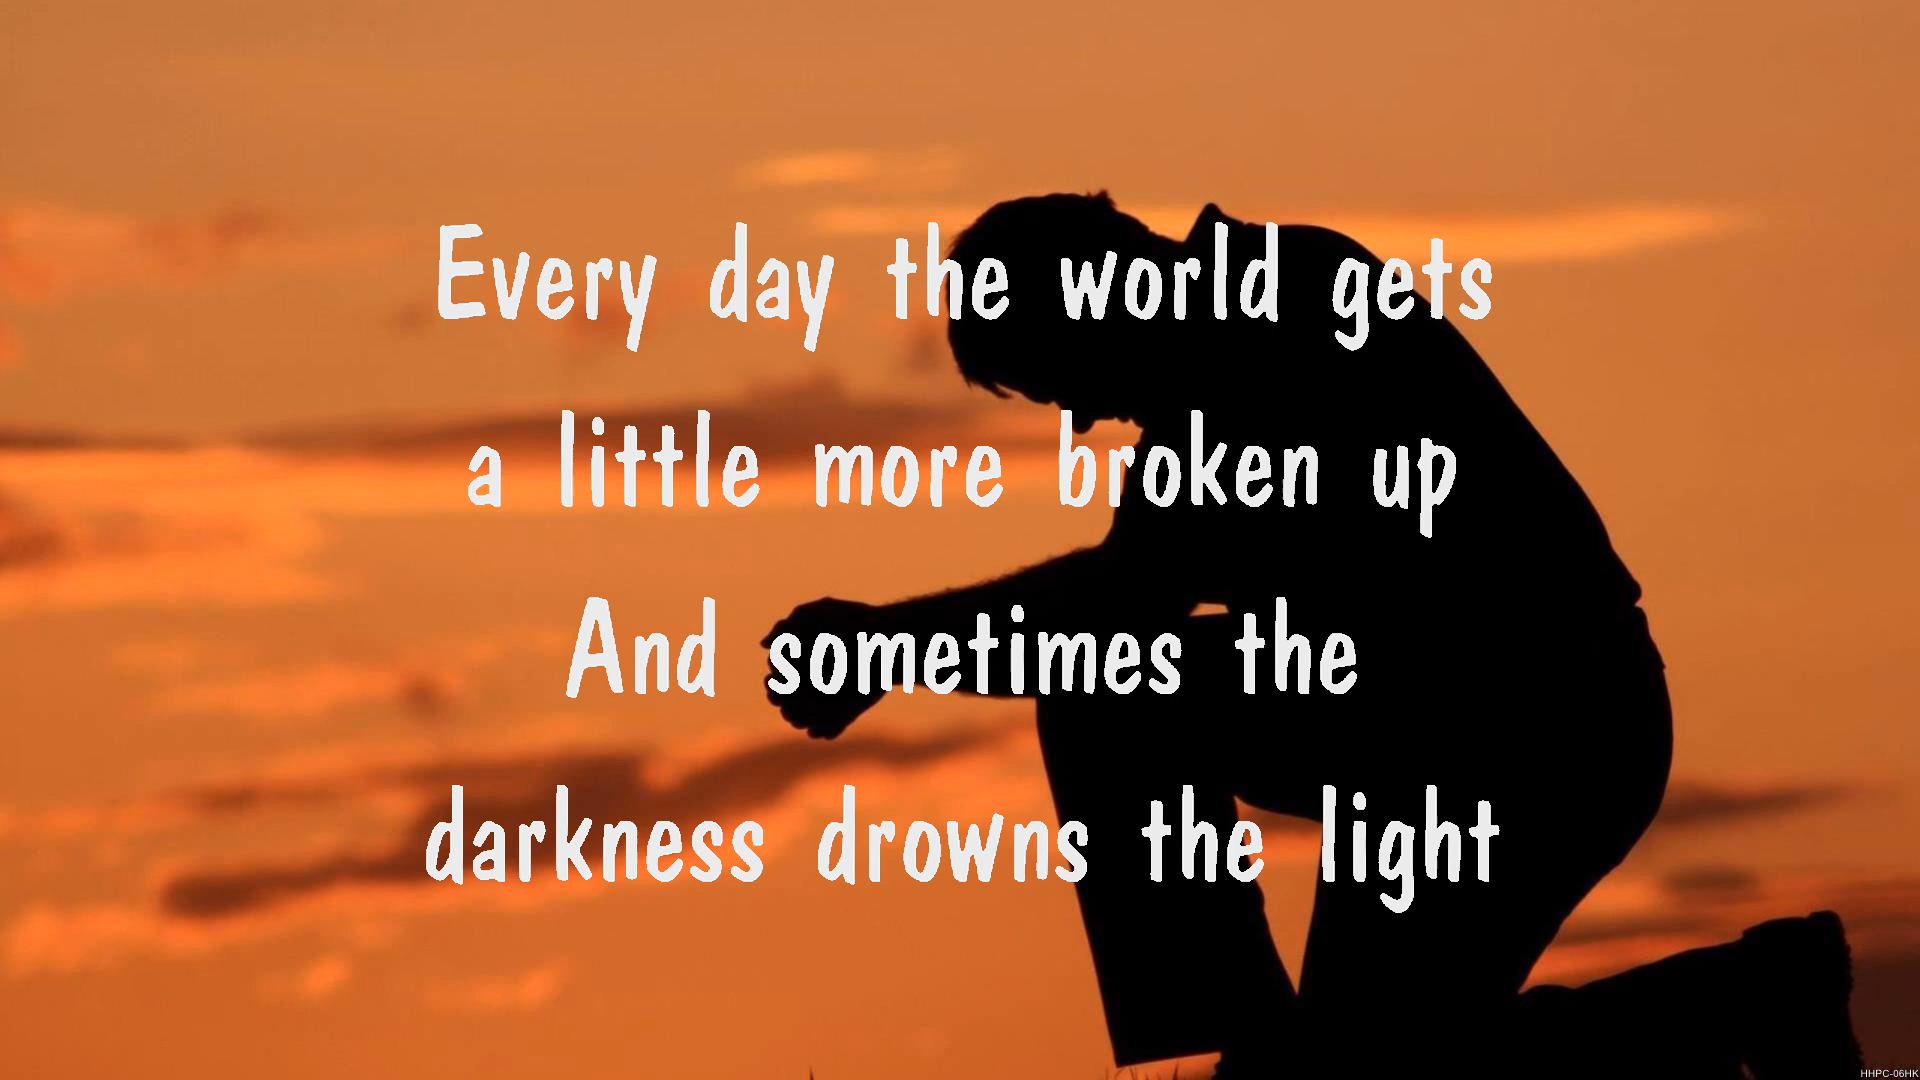 Every day the world gets
a little more broken up
And sometimes the
darkness drowns the light
HHPC-06HK